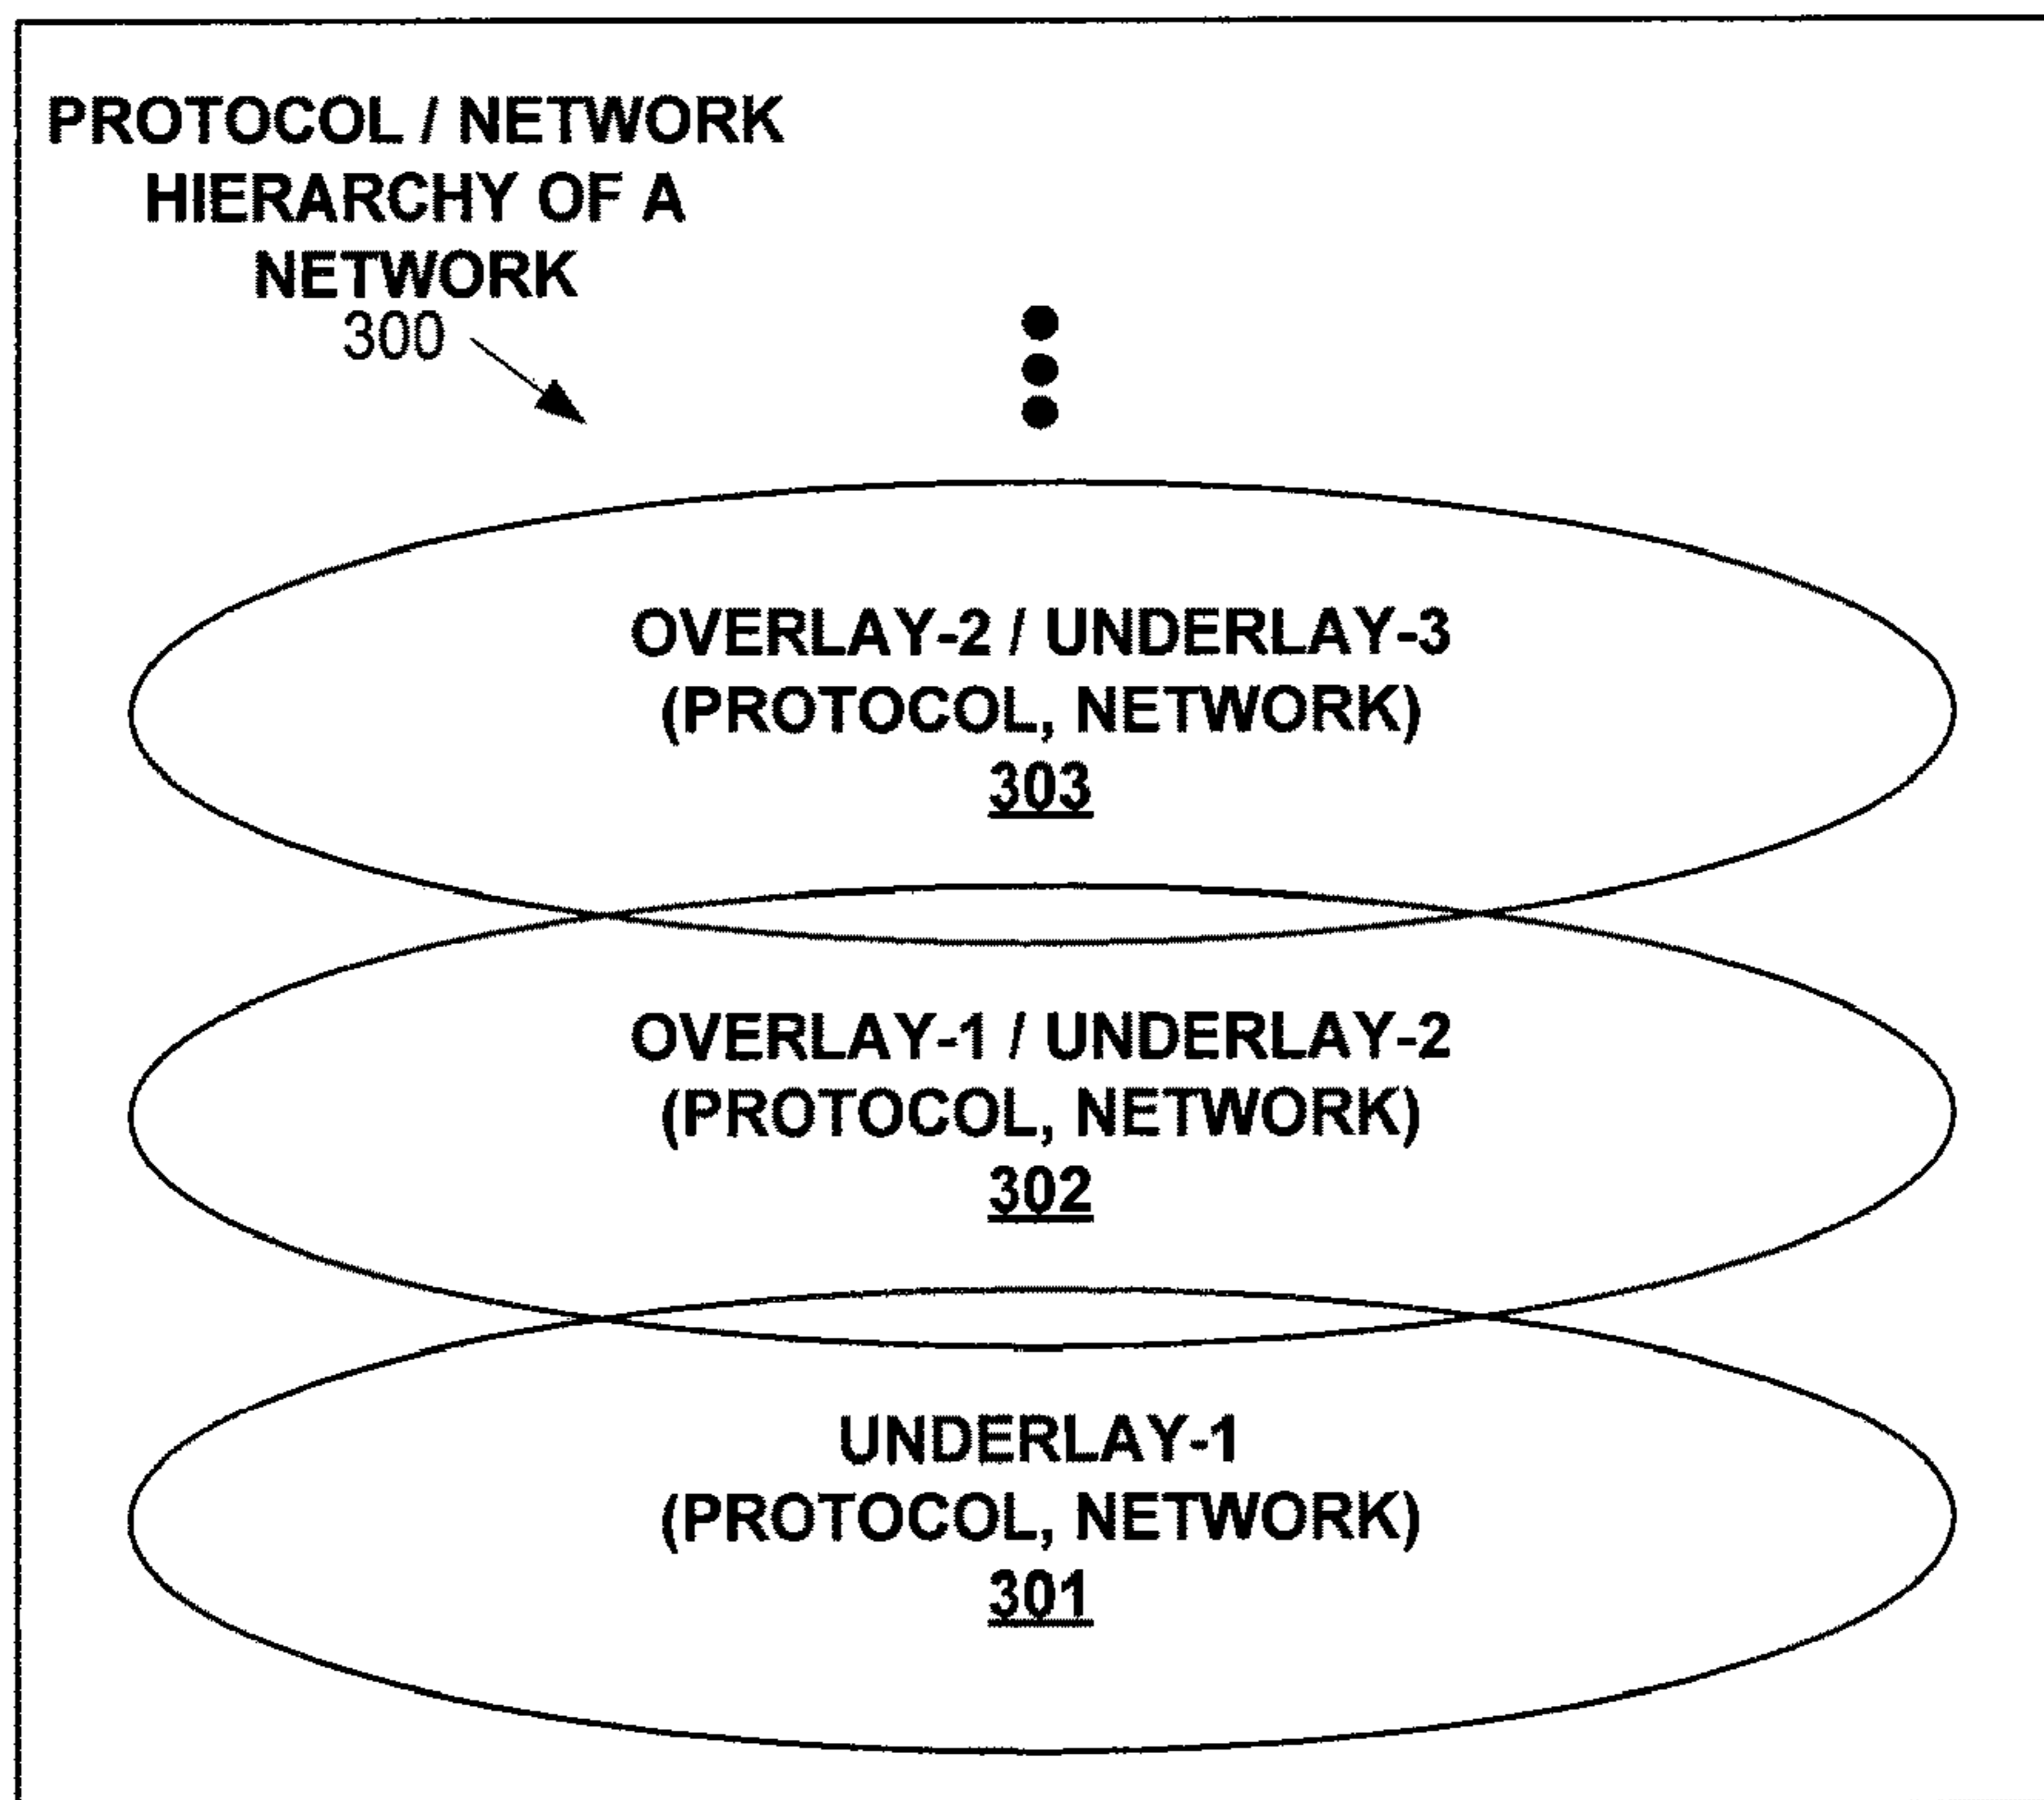 PROTOCOL / NETWORK
HIERARCHY OF A
NETWORK
300
OVERLAY-2 / UNDERLAY-3
(PROTOCOL, NETWORK)
303
OVERLAY-1 / UNDERLAY-2
(PROTOCOL, NETWORK)
302
UNDERLAY-1
(PROTOCOL, NETWORK)
301